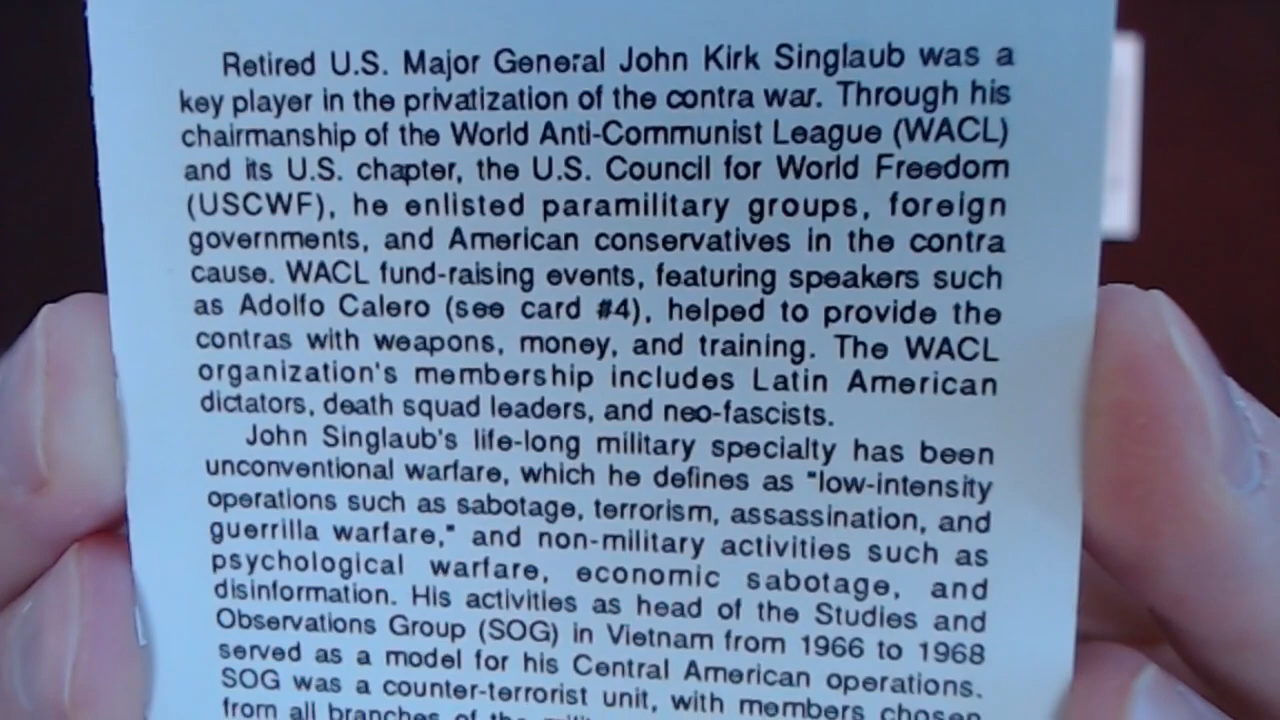 Retired U.S. Major General John Kirk Singlaub was a
key player in the privatization of the contra war. Through his
chairmanship of the World Anti-Communist League (WACL)
and its U.S. chapter, the U.S. Council for World Freedom
(USCWF), he enlisted paramilitary groups, foreign
governments, and American conservatives in the contra
cause. WACL fund-raising events, featuring speakers such
as Adolfo Calero (see card #4), helped to provide the
contras with weapons, money, and training. The WACL
organization's membership includes Latin American
dictators, death squad leaders, and neo-fascists.
John Singlaub's life-long military specialty has been
unconventional warfare, which he defines as "low-intensity
operations such as sabotage, terrorism, assassination, and
guerrilla warfare," and non-military activities such as
psychological warfare, economic sabotage, and
disinformation. His activities as head of the Studies and
Observations Group (SOG) in Vietnam from 1966 to 1968
served as a model for his Central American operations.
SOG was a counter-terrorist unit, with members chosen
from all branches of the